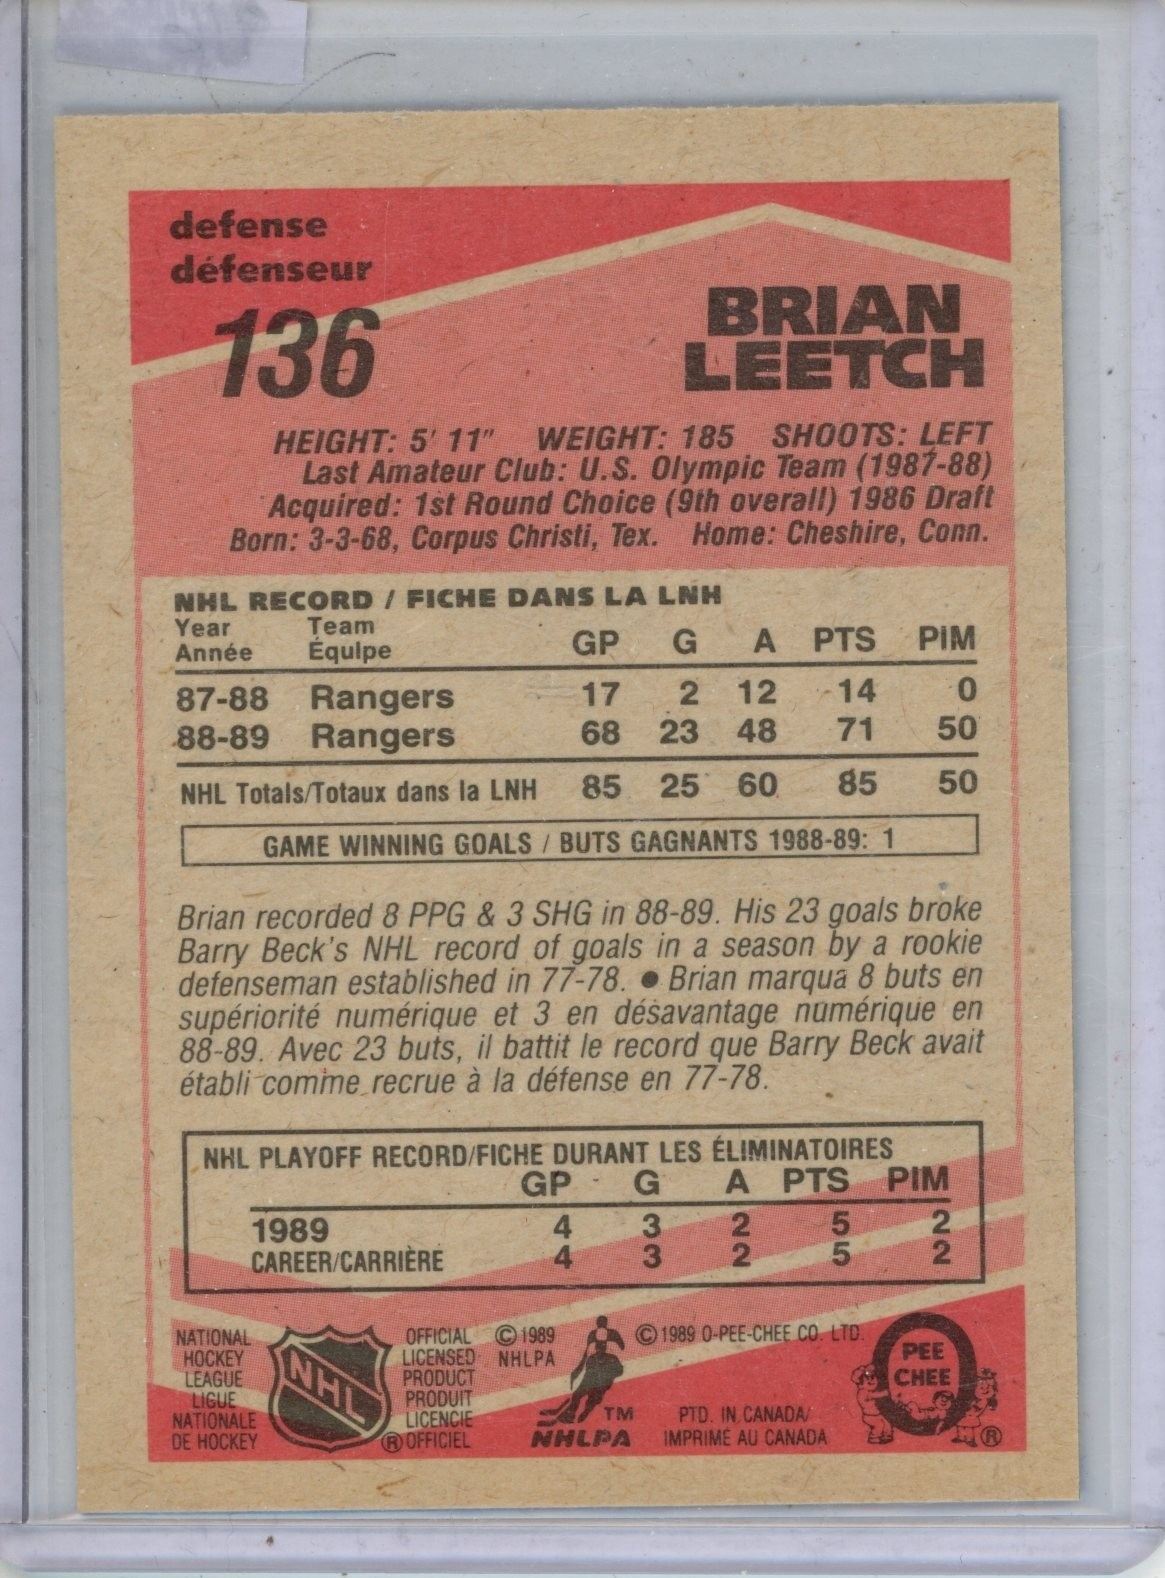 defense
défenseur
136
BRIAN
LEETCH
HEIGHT: 5' 11" WEIGHT: 185 SHOOTS: LEFT
Last Amateur Club: U.S. Olympic Team (1987-88)
Acquired: 1st Round Choice (9th overall) 1986 Draft
Born: 3-3-68, Corpus Christi, Tex. Home: Cheshire, Conn.
NHL RECORD / FICHE DANS LA LNH
Year Team
Année Équipe GP G A PTS PIM
87-88 Rangers 17 2 12 14 0
88-89 Rangers 68 23 48 71 50
NHL Totals/Totaux dans la LNH 85 25 60 85 50
GAME WINNING GOALS / BUTS GAGNANTS 1988-89: 1
Brian recorded 8 PPG & 3 SHG in 88-89. His 23 goals broke
Barry Beck's NHL record of goals in a season by a rookie
defenseman established in 77-78. ● Brian marqua 8 buts en
supériorité numérique et 3 en désavantage numérique en
88-89. Avec 23 buts, il battit le record que Barry Beck avait
établi comme recrue à la défense en 77-78.
NHL PLAYOFF RECORD/FICHE DURANT LES ÉLIMINATOIRES
GP G A PTS PIM
1989 4 3 2 5 2
CAREER/CARRIÈRE 4 3 2 5 2
NATIONAL
HOCKEY
LEAGUE
LIGUE
NATIONALE
DE HOCKEY
NHL
OFFICIAL
LICENSED
PRODUCT
PRODUIT
LICENCIE
® OFFICIEL
© 1989
NHLPA
TM
NHLPA
© 1989 O-PEE-CHEE CO. LTD.
PTD. IN CANADA/
IMPRIMÉ AU CANADA
PEE
CHEE
®